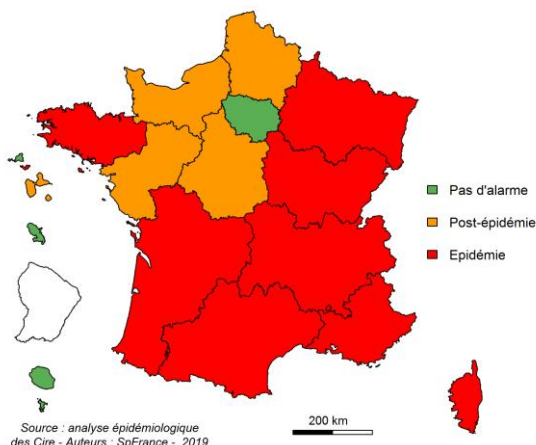 Pas d'alarme
Post-épidémie
Epidémie
Source : analyse épidémiologique
des Cire - Auteurs : SpFrance - 2019
200 km